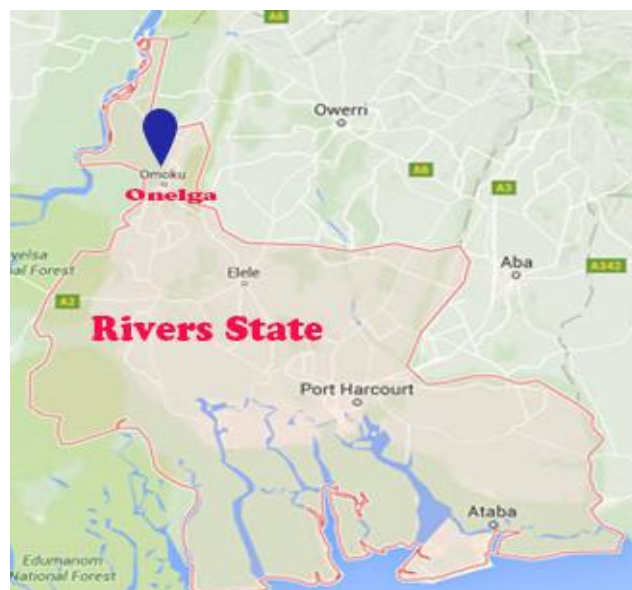 A6
Owerri
Omoku
A6
A3
Onelga
yelsa
al Forest
Elele
Aba
A342
A2
Rivers State
Port Harcourt
Ataba
Edumanom
National Forest